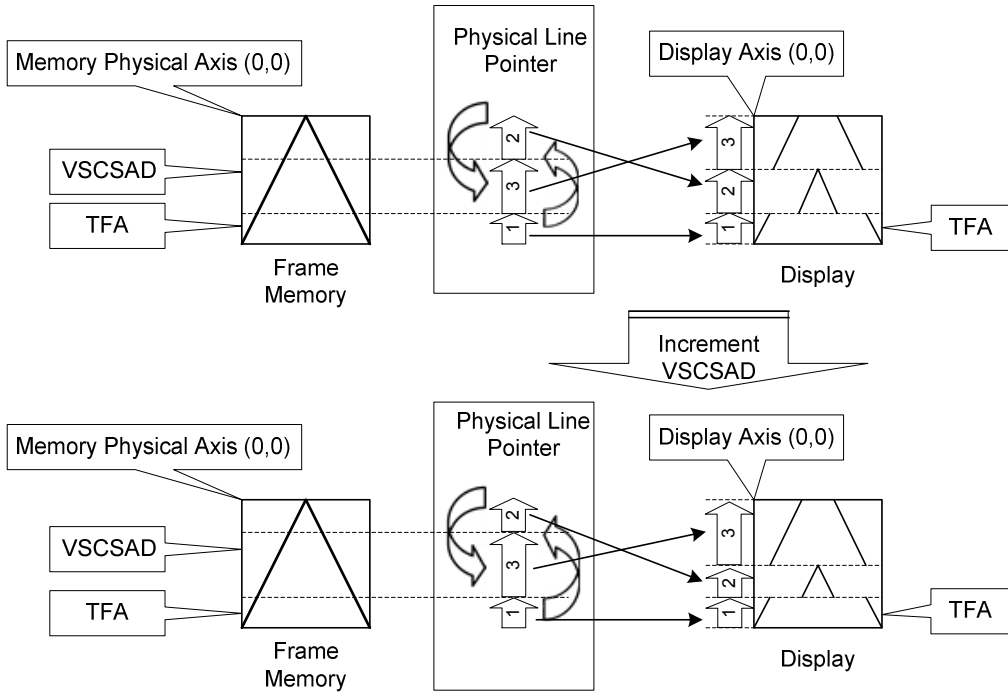 Memory Physical Axis (0,0)
VSCSAD
TFA
Frame
Memory
Physical Line
Pointer
2
3
1
Display Axis (0,0)
3
2
1
TFA
Display
Increment
VSCSAD
Memory Physical Axis (0,0)
VSCSAD
TFA
Frame
Memory
Physical Line
Pointer
2
3
1
Display Axis (0,0)
3
2
1
TFA
Display